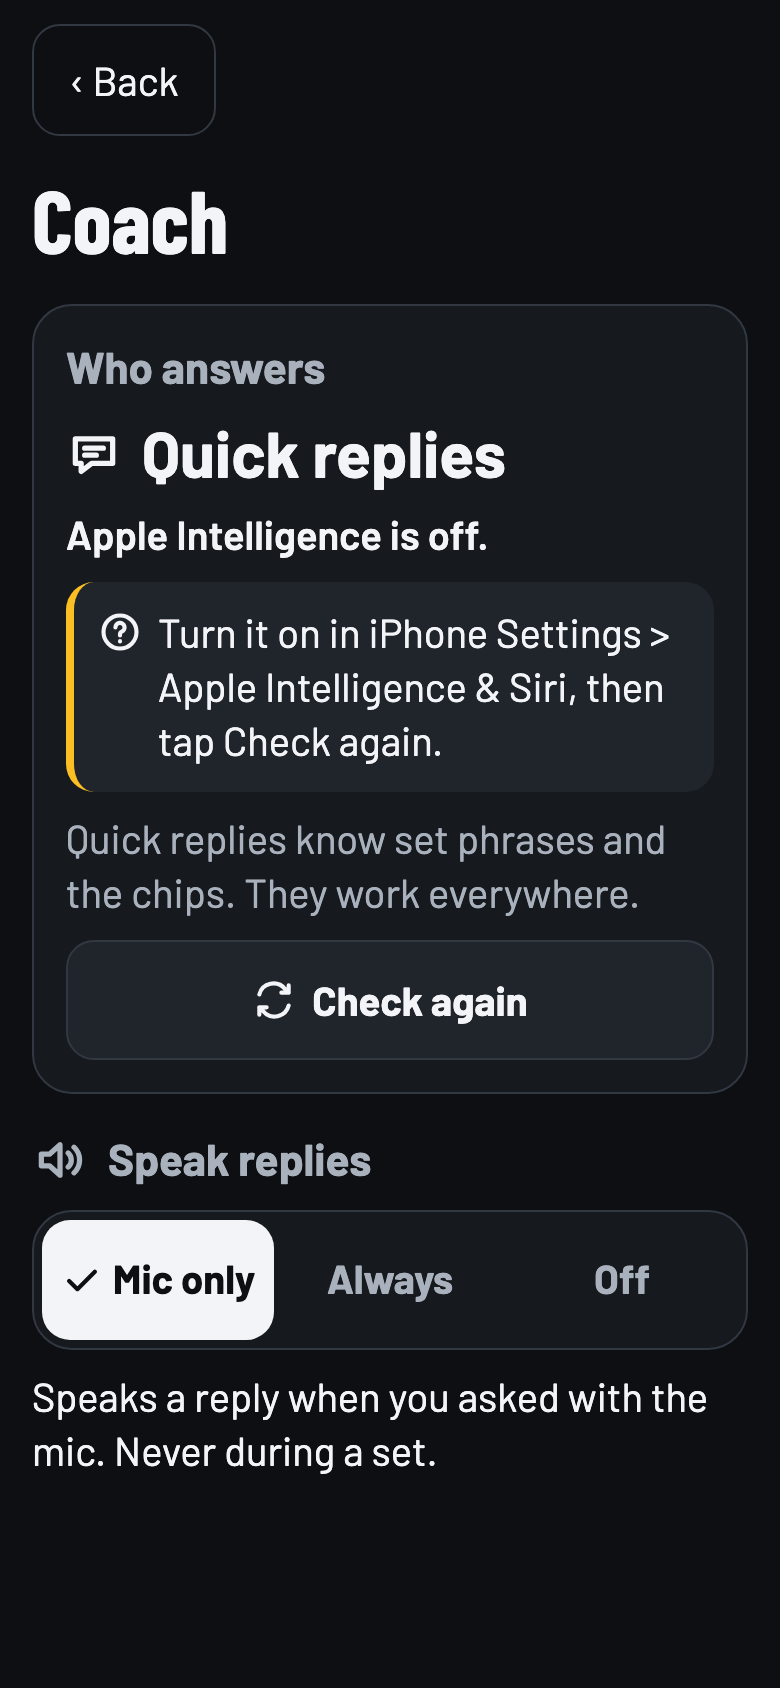 ‹ Back
Coach
Who answers
Quick replies
Apple Intelligence is off.
Turn it on in iPhone Settings >
Apple Intelligence & Siri, then
tap Check again.
Quick replies know set phrases and
the chips. They work everywhere.
Check again
Speak replies
Mic only
Always
Off
Speaks a reply when you asked with the
mic. Never during a set.